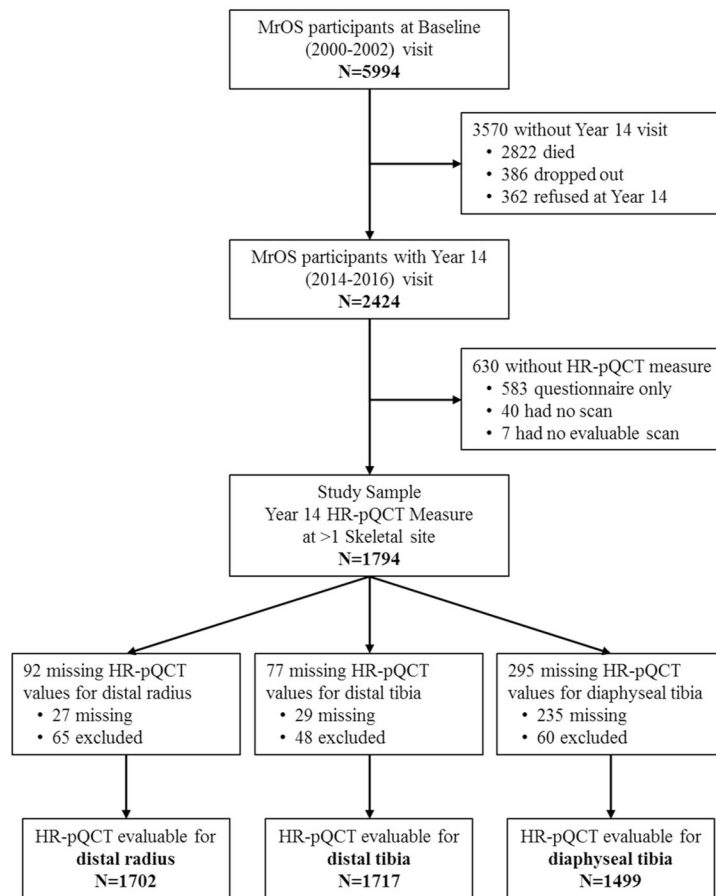 MrOS participants at Baseline
(2000-2002) visit
N=5994
3570 without Year 14 visit
• 2822 died
• 386 dropped out
• 362 refused at Year 14
MrOS participants with Year 14
(2014-2016) visit
N=2424
630 without HR-pQCT measure
• 583 questionnaire only
• 40 had no scan
• 7 had no evaluable scan
Study Sample
Year 14 HR-pQCT Measure
at >1 Skeletal site
N=1794
92 missing HR-pQCT
values for distal radius
• 27 missing
• 65 excluded
77 missing HR-pQCT
values for distal tibia
• 29 missing
• 48 excluded
295 missing HR-pQCT
values for diaphyseal tibia
• 235 missing
• 60 excluded
HR-pQCT evaluable for
distal radius
N=1702
HR-pQCT evaluable for
distal tibia
N=1717
HR-pQCT evaluable for
diaphyseal tibia
N=1499